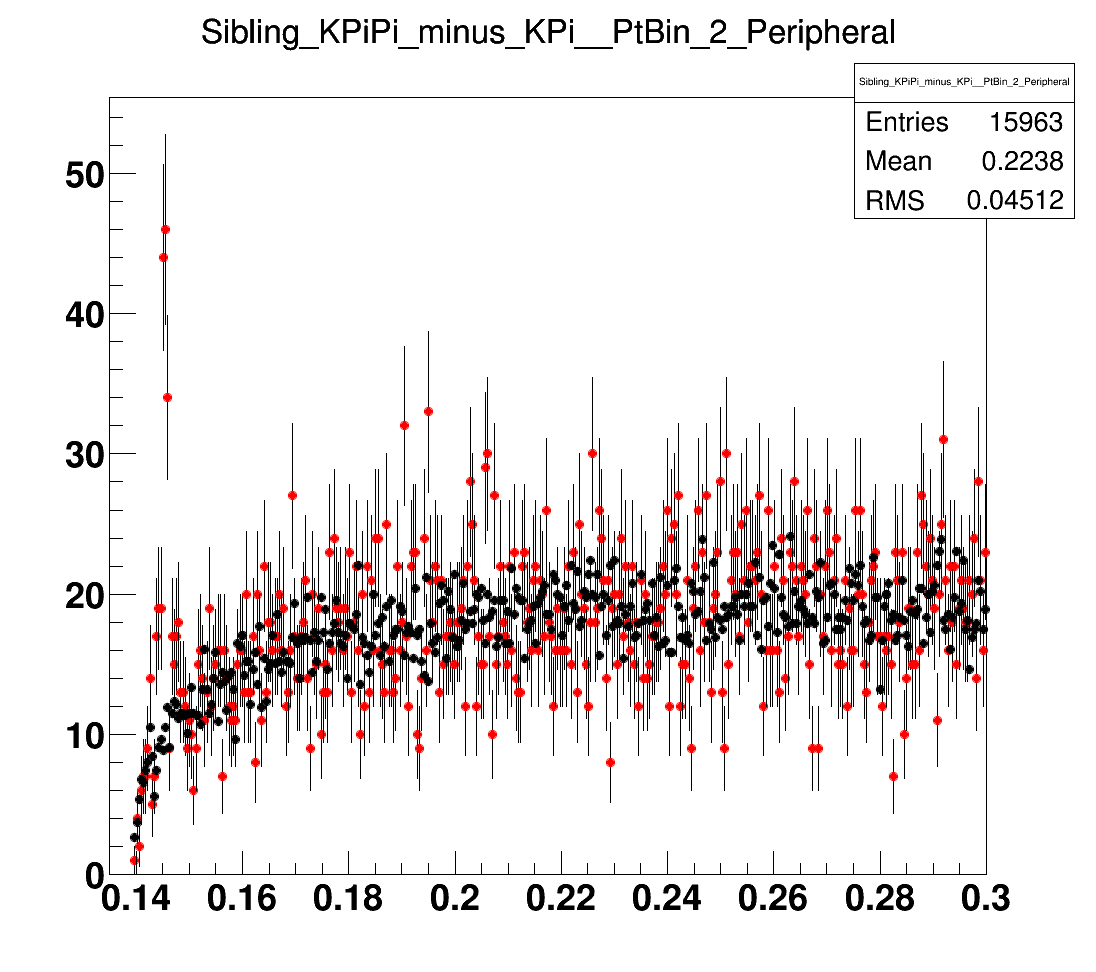 Sibling_KPiPi_minus_KPi__PtBin_2_Peripheral
Sibling_KPiPi_minus_KPi__PtBin_2_Peripheral
Entries 15963
Mean 0.2238
RMS 0.04512
50
40
30
20
10
0
0.14 0.16 0.18 0.2 0.22 0.24 0.26 0.28 0.3